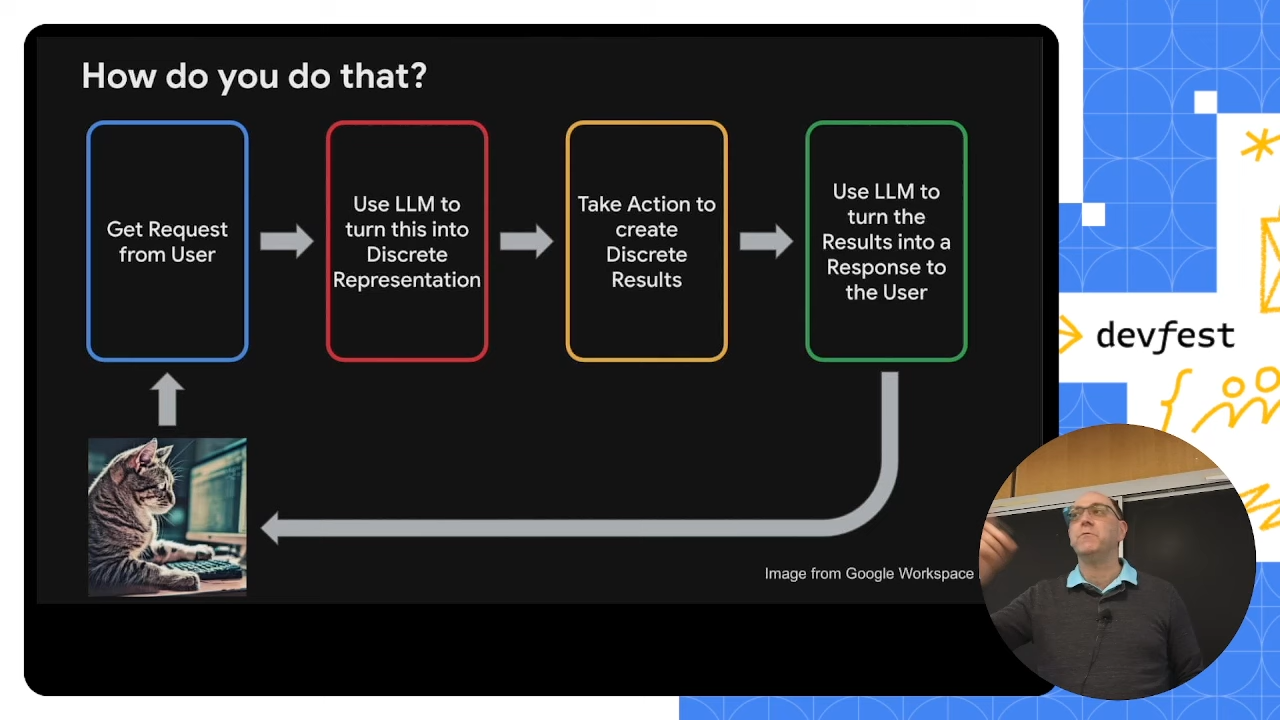 How do you do that?
Get Request
from User
Use LLM to
turn this into
Discrete
Representation
Take Action to
create
Discrete
Results
Use LLM to
turn the
Results into a
Response to
the User
Image from Google Workspace
devfest